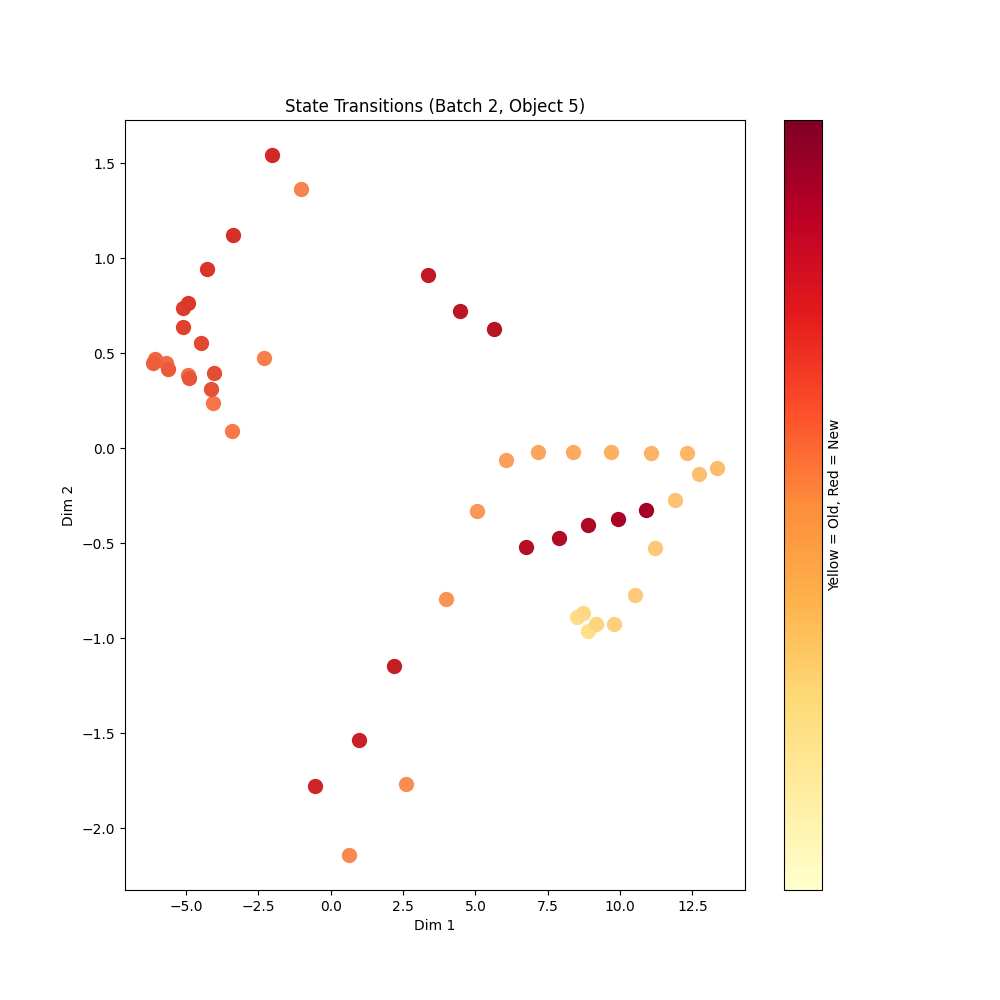 State Transitions (Batch 2, Object 5)
1.5
1.0
0.5
0.0
−0.5
−1.0
−1.5
−2.0
Dim 2
−5.0 −2.5 0.0 2.5 5.0 7.5 10.0 12.5
Dim 1
Yellow = Old, Red = New